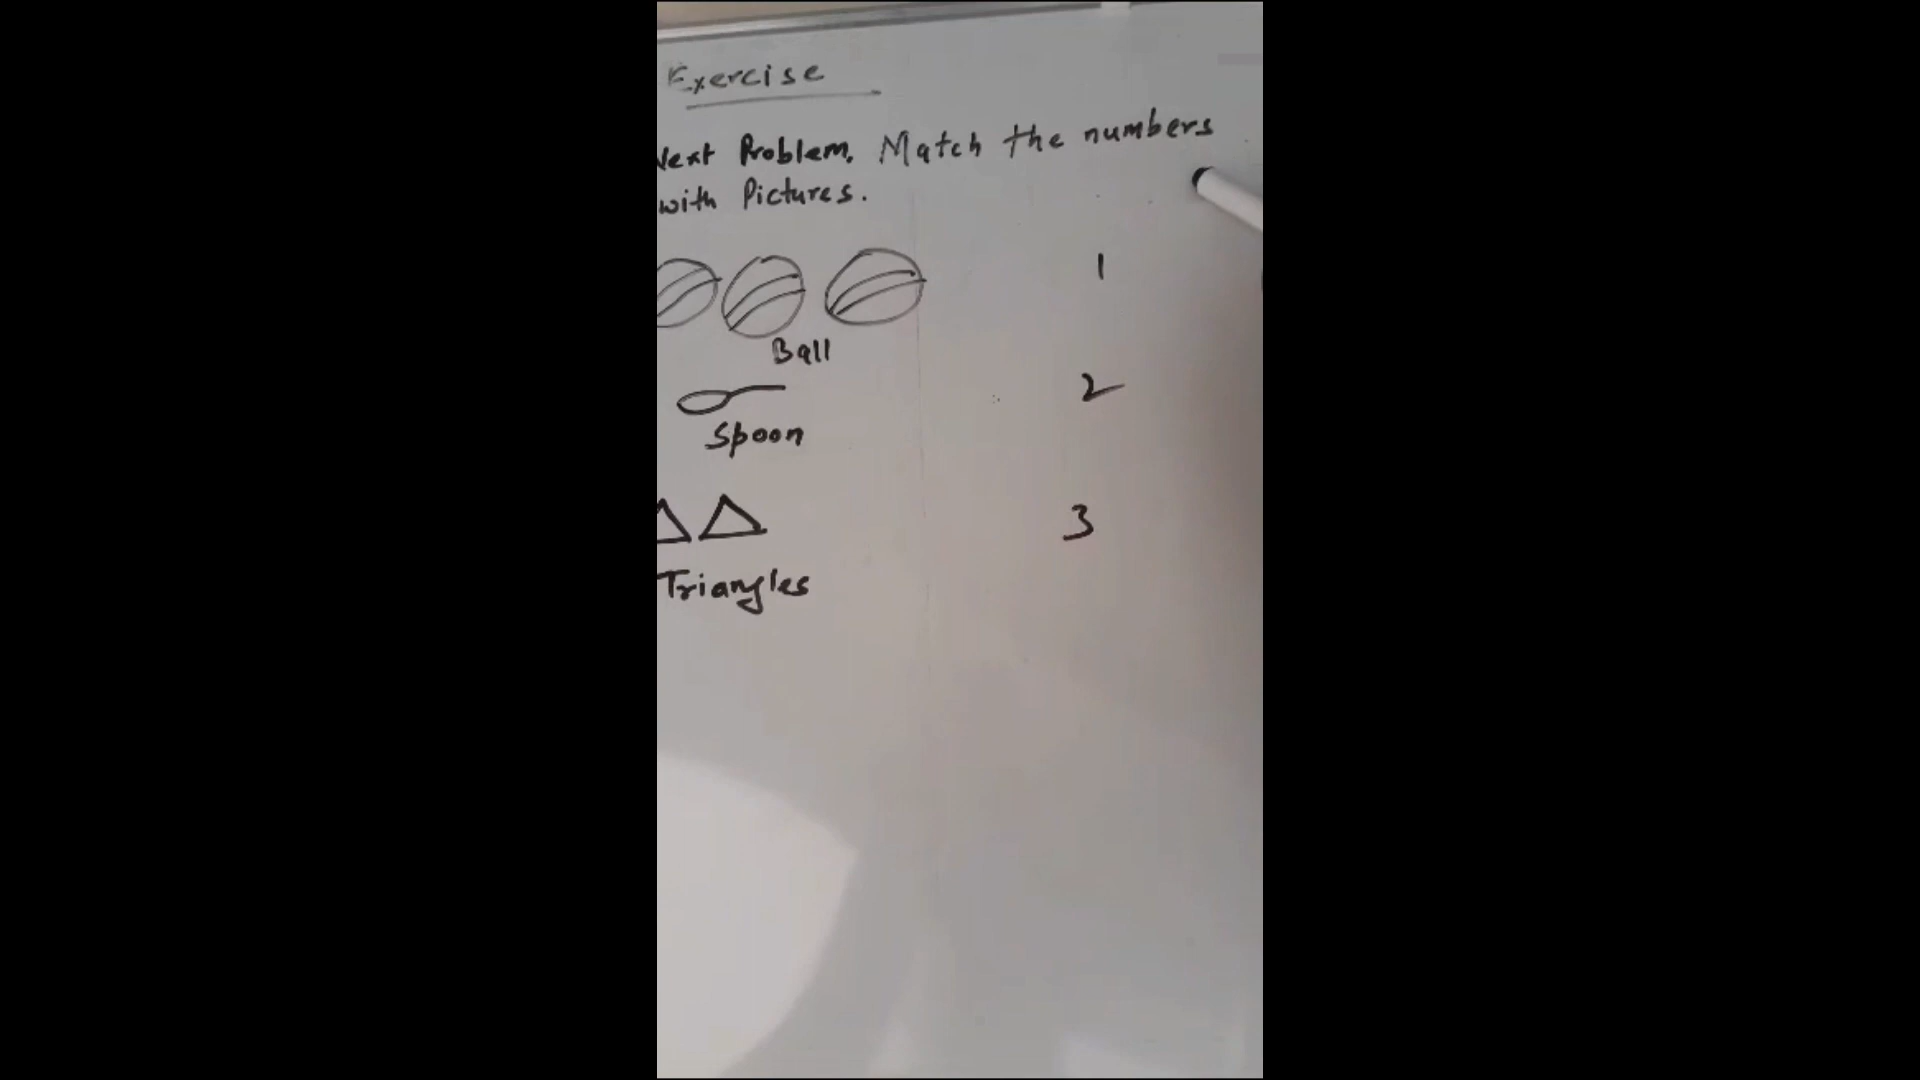 Exercise
Next Problem. Match the numbers
with Pictures.
1
Ball
2
Spoon
3
Triangles